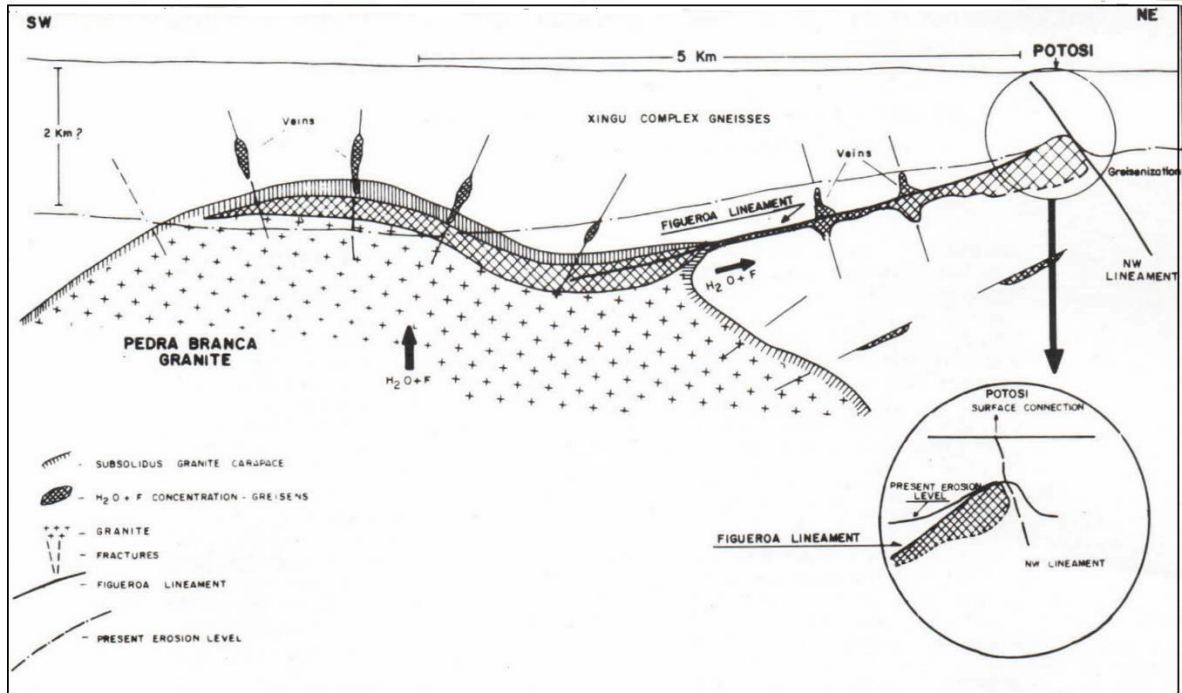 SW
NE
5 Km
POTOSI
2 Km ?
Veins
XINGU COMPLEX GNEISSES
Veins
Greisenization
FIGUEROA LINEAMENT
NW
LINEAMENT
H2O+F
PEDRA BRANCA
GRANITE
H2O+F
POTOSI
SURFACE CONNECTION
PRESENT EROSION
LEVEL
FIGUEROA LINEAMENT
NW LINEAMENT
- SUBSOLIDUS GRANITE CARAPACE
- H2O + F CONCENTRATION - GREISENS
- GRANITE
- FRACTURES
- FIGUEROA LINEAMENT
- PRESENT EROSION LEVEL